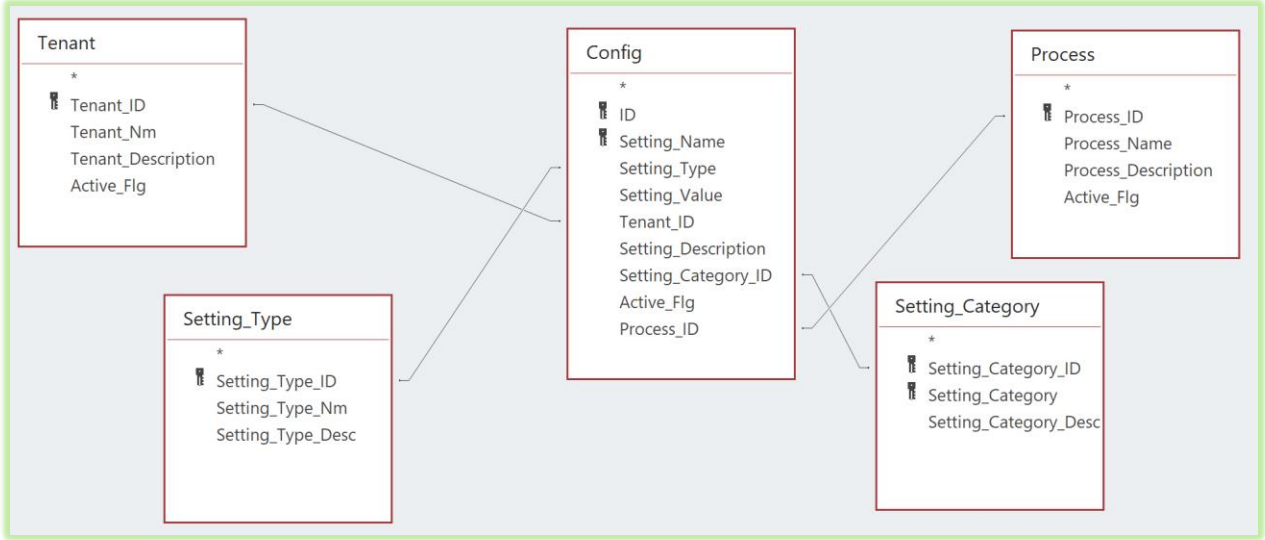 Tenant
*
Tenant_ID
Tenant_Nm
Tenant_Description
Active_Flg
Config
*
ID
Setting_Name
Setting_Type
Setting_Value
Tenant_ID
Setting_Description
Setting_Category_ID
Active_Flg
Process_ID
Process
*
Process_ID
Process_Name
Process_Description
Active_Flg
Setting_Type
*
Setting_Type_ID
Setting_Type_Nm
Setting_Type_Desc
Setting_Category
*
Setting_Category_ID
Setting_Category
Setting_Category_Desc